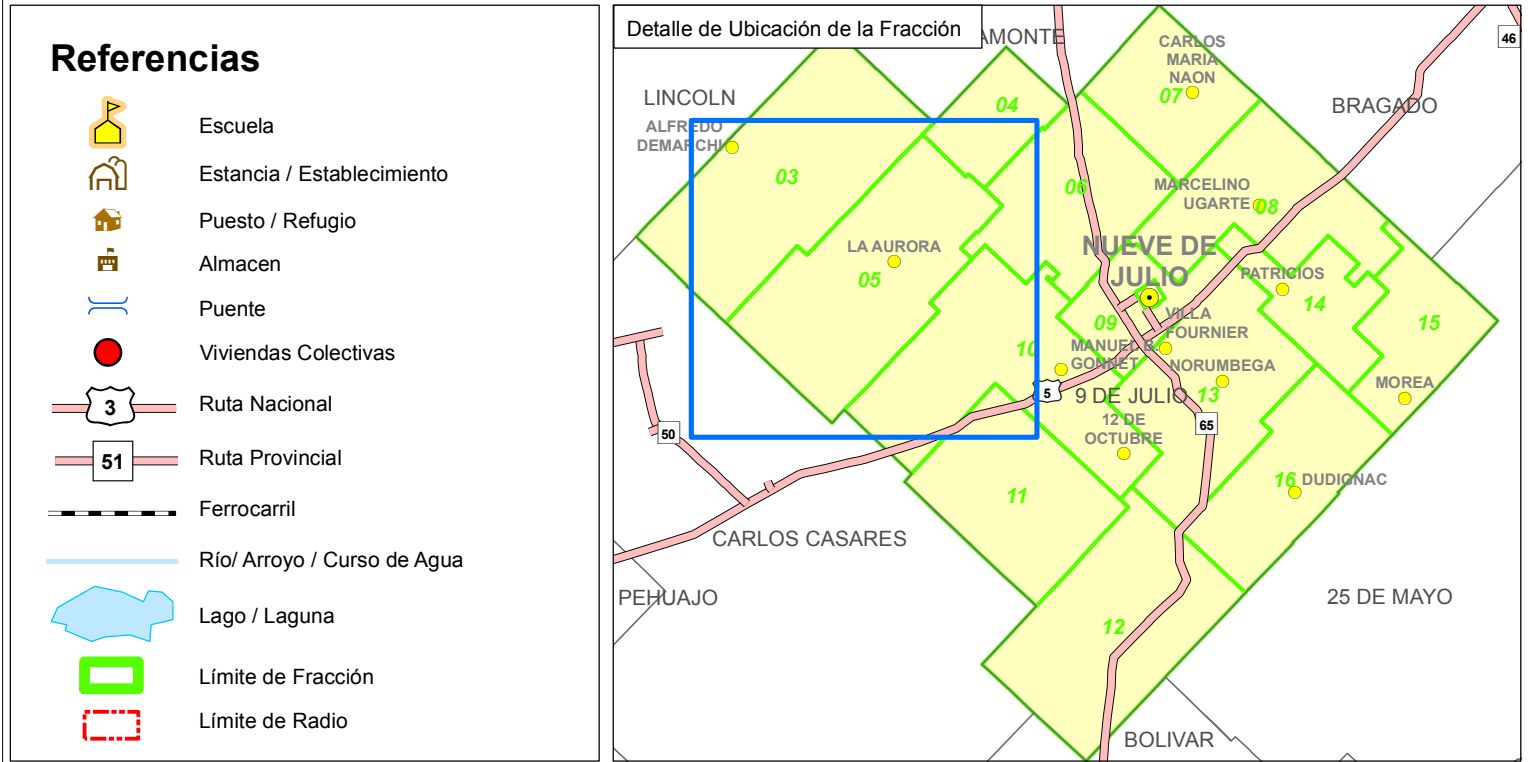 Referencias
Escuela
Estancia / Establecimiento
Puesto / Refugio
Almacen
Puente
Viviendas Colectivas
3
Ruta Nacional
51
Ruta Provincial
Ferrocarril
Río/ Arroyo / Curso de Agua
Lago / Laguna
Límite de Fracción
Límite de Radio
Detalle de Ubicación de la Fracción
AMONTE
46
CARLOS
MARIA
NAON
07
LINCOLN
04
BRAGADO
ALFREDO
DEMARCHI
03
06
MARCELINO
UGARTE
08
LA AURORA
05
NUEVE DE
JULIO
PATRICIOS
14
09
VILLA
FOURNIER
15
10
MANUEL B.
GONNET
NORUMBEGA
MOREA
5
9 DE JULIO
13
12 DE
OCTUBRE
65
50
11
16
DUDIGNAC
CARLOS CASARES
PEHUAJO
25 DE MAYO
12
BOLIVAR